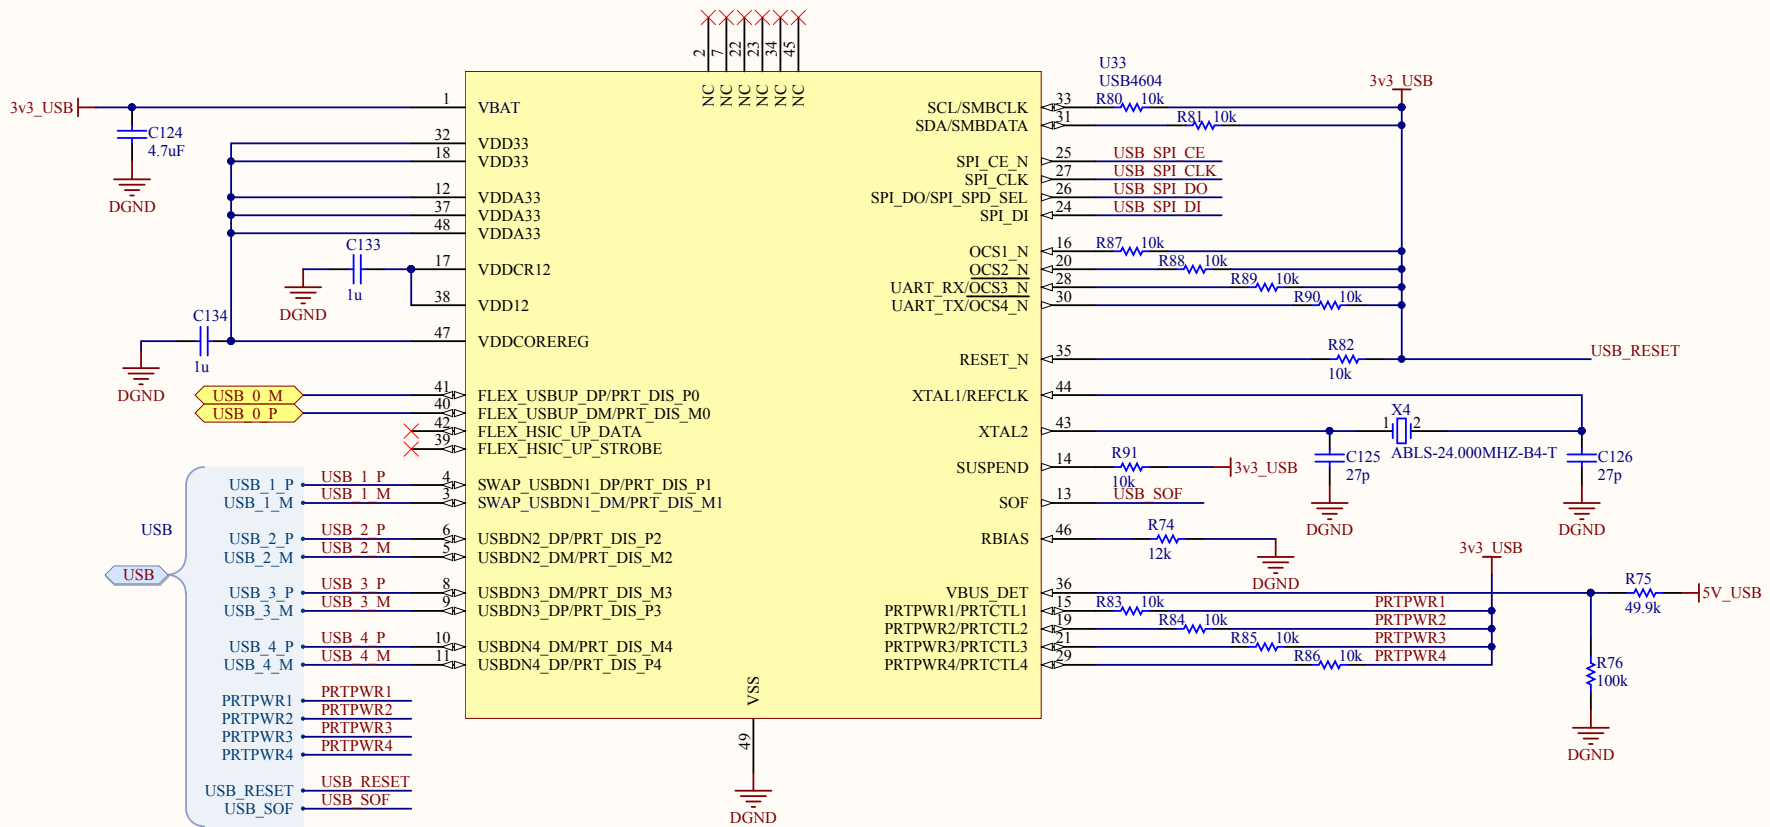 2
7
22
23
34
45
NC
NC
NC
NC
NC
NC
U33
USB4604
3v3_USB
1
VBAT
C124
4.7uF
DGND
32
VDD33
18
VDD33
12
VDDA33
37
VDDA33
48
VDDA33
C133
1u
DGND
17
VDDCR12
38
VDD12
C134
1u
DGND
47
VDDCOREREG
USB_0_M
41
FLEX_USBUP_DP/PRT_DIS_P0
USB_0_P
40
FLEX_USBUP_DM/PRT_DIS_M0
42
FLEX_HSIC_UP_DATA
39
FLEX_HSIC_UP_STROBE
USB_1_P
USB_1_P
4
SWAP_USBDN1_DP/PRT_DIS_P1
USB_1_M
USB_1_M
3
SWAP_USBDN1_DM/PRT_DIS_M1
USB
USB
USB_2_P
USB_2_P
6
USBDN2_DP/PRT_DIS_P2
USB_2_M
USB_2_M
5
USBDN2_DM/PRT_DIS_M2
USB_3_P
USB_3_P
8
USBDN3_DM/PRT_DIS_M3
USB_3_M
USB_3_M
9
USBDN3_DP/PRT_DIS_P3
USB_4_P
USB_4_P
10
USBDN4_DM/PRT_DIS_M4
USB_4_M
USB_4_M
11
USBDN4_DP/PRT_DIS_P4
PRTPWR1
PRTPWR1
PRTPWR2
PRTPWR2
PRTPWR3
PRTPWR3
PRTPWR4
PRTPWR4
USB_RESET
USB_RESET
USB_SOF
USB_SOF
VSS
49
DGND
3v3_USB
SCL/SMBCLK
33
R80 10k
SDA/SMBDATA
31
R81 10k
SPI_CE_N
25
USB_SPI_CE
SPI_CLK
27
USB_SPI_CLK
SPI_DO/SPI_SPD_SEL
26
USB_SPI_DO
SPI_DI
24
USB_SPI_DI
OCS1_N
16
R87 10k
OCS2_N
20
R88 10k
UART_RX/OCS3_N
28
R89 10k
UART_TX/OCS4_N
30
R90 10k
RESET_N
35
R82
10k
USB_RESET
XTAL1/REFCLK
44
XTAL2
43
X4
1
2
ABLS-24.000MHZ-B4-T
C125
27p
DGND
C126
27p
DGND
SUSPEND
14
R91
10k
3v3_USB
SOF
13
USB_SOF
RBIAS
46
R74
12k
DGND
3v3_USB
VBUS_DET
36
R75
49.9k
5V_USB
PRTPWR1/PRTCTL1
15
R83 10k
PRTPWR1
PRTPWR2/PRTCTL2
19
R84 10k
PRTPWR2
PRTPWR3/PRTCTL3
21
R85 10k
PRTPWR3
PRTPWR4/PRTCTL4
29
R86 10k
PRTPWR4
R76
100k
DGND